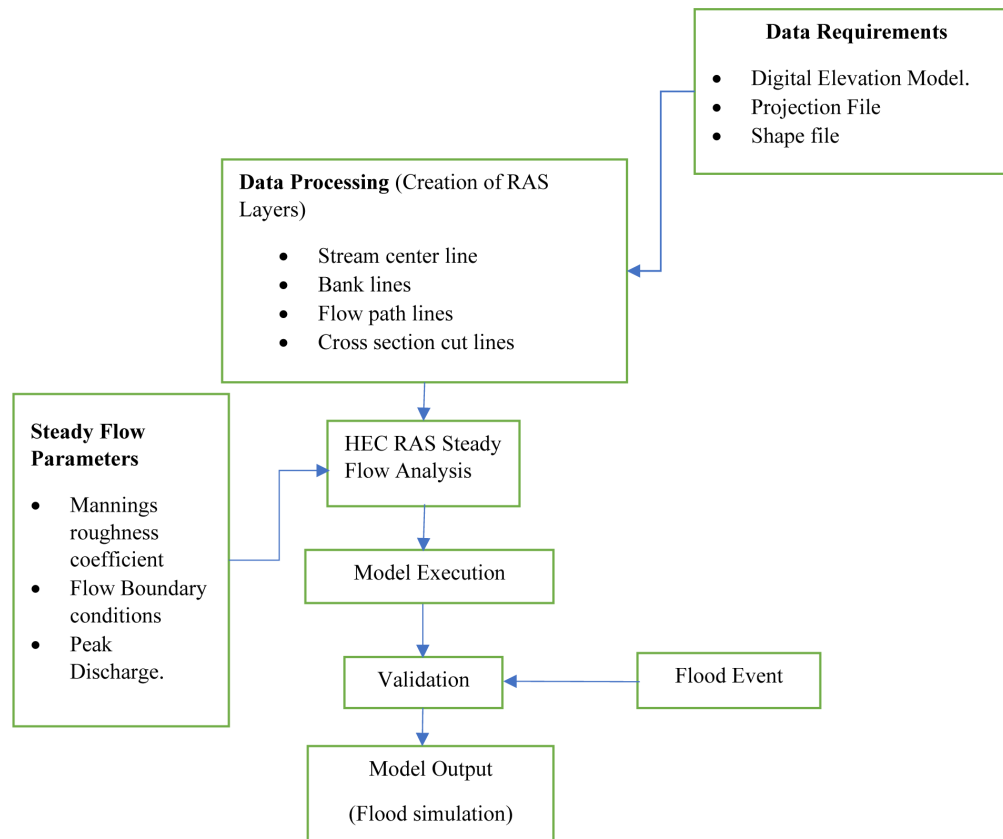 Data Requirements
• Digital Elevation Model.
• Projection File
• Shape file
Data Processing (Creation of RAS
Layers)
• Stream center line
• Bank lines
• Flow path lines
• Cross section cut lines
Steady Flow
Parameters
• Mannings
roughness
coefficient
• Flow Boundary
conditions
• Peak
Discharge.
HEC RAS Steady
Flow Analysis
Model Execution
Validation
Flood Event
Model Output
(Flood simulation)